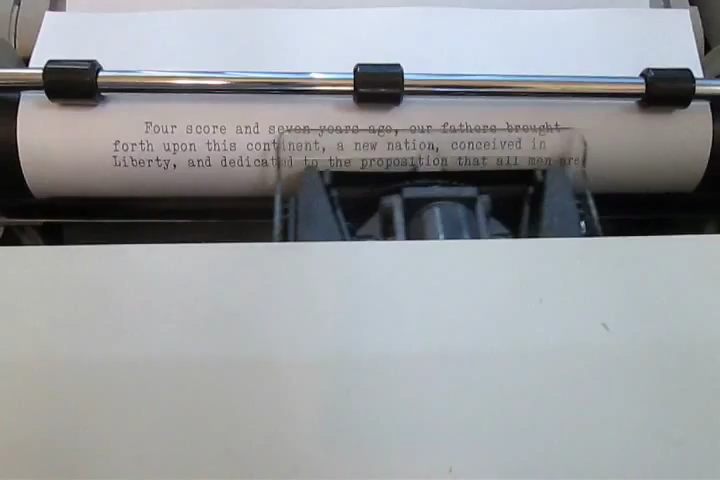 Four score and seven years ago, our fathers brought
forth upon this continent, a new nation, conceived in
Liberty, and dedicated to the proposition that all men are